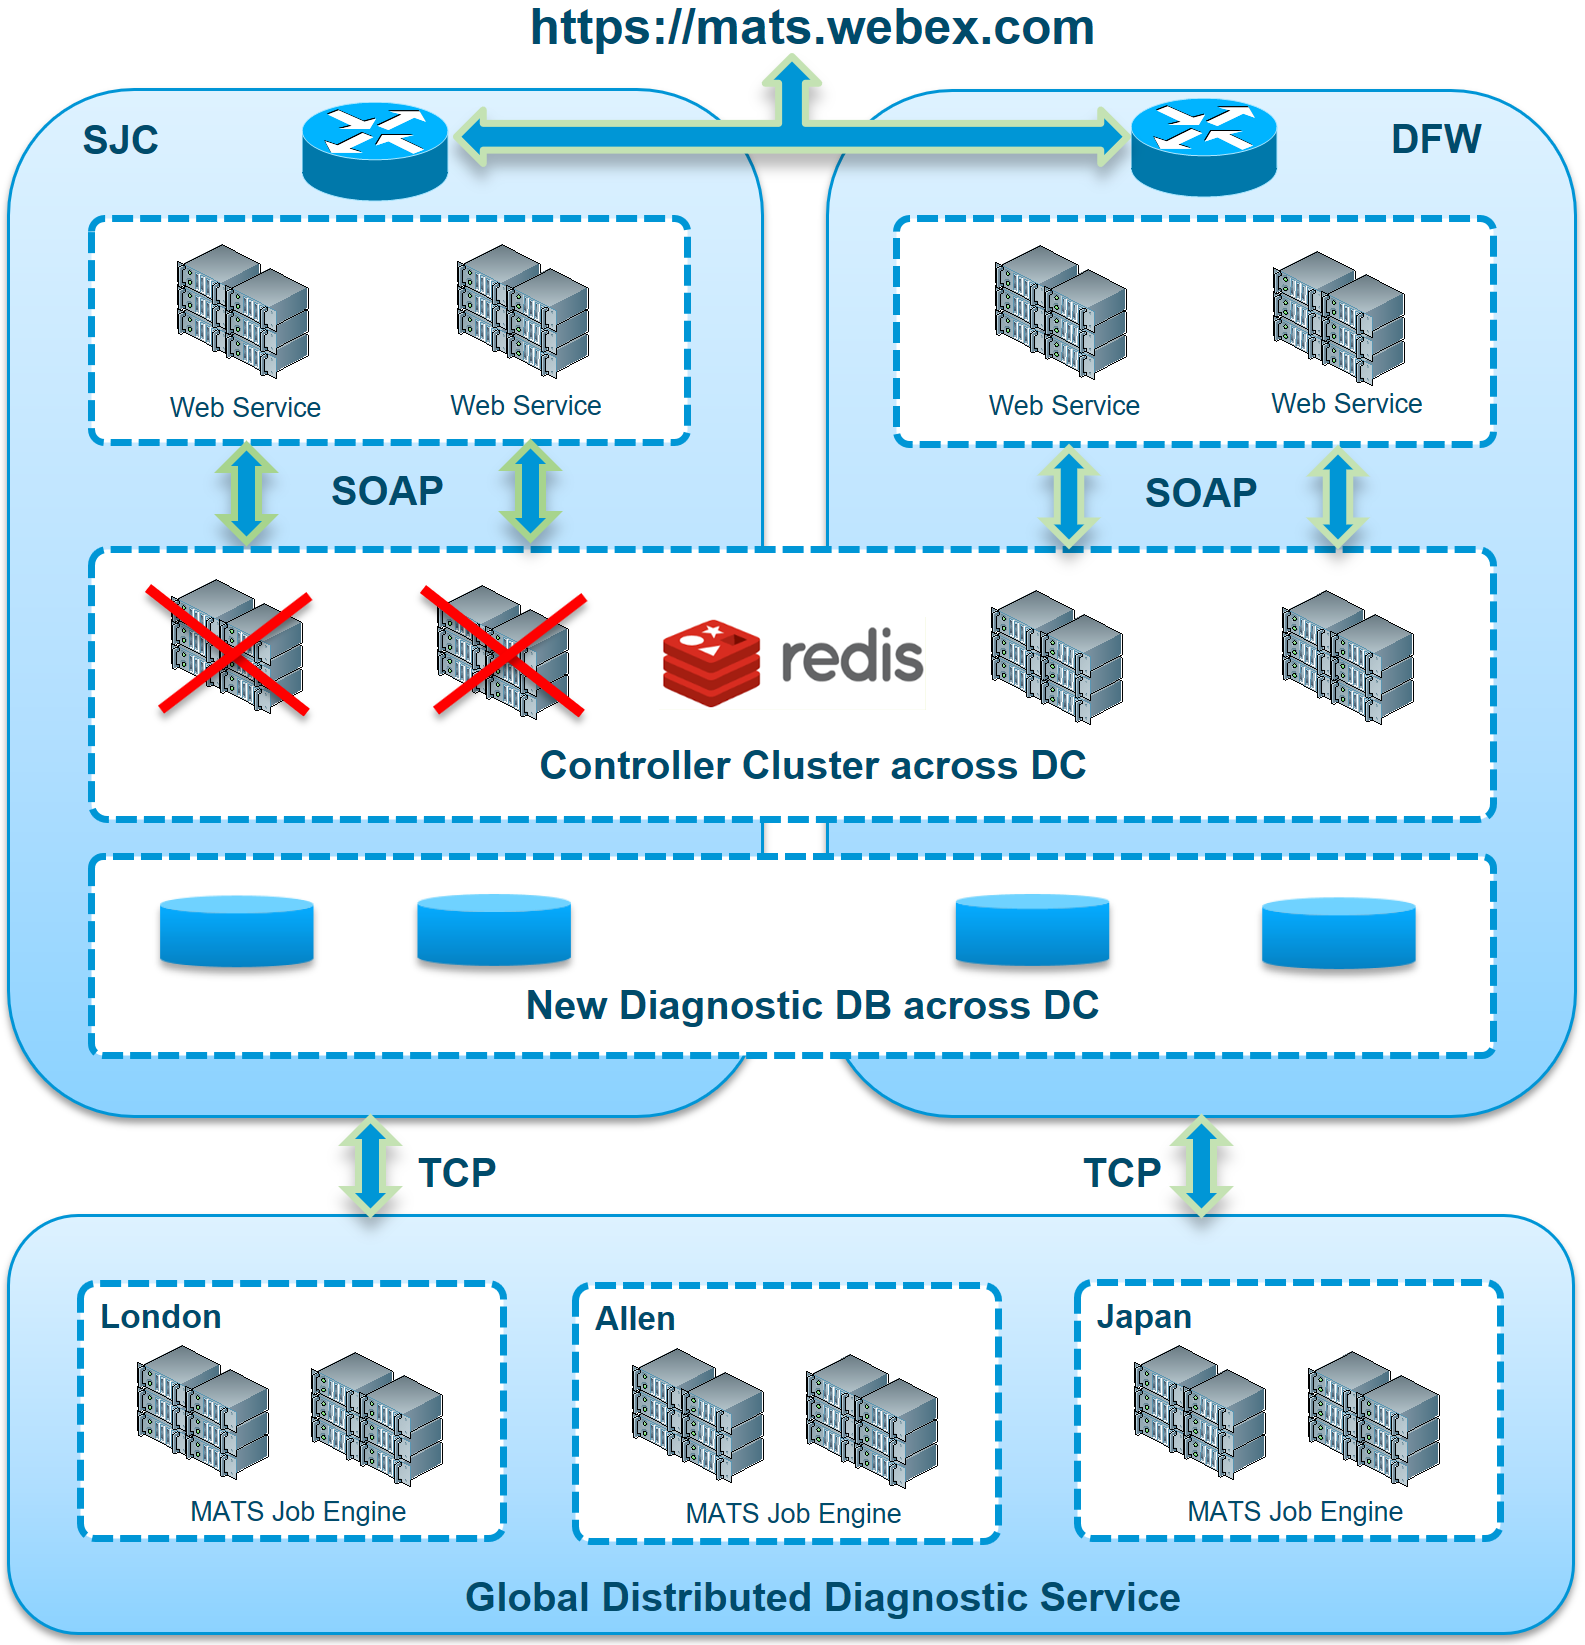 https://mats.webex.com
SJC
DFW
Web Service
Web Service
Web Service
Web Service
SOAP
SOAP
redis
Controller Cluster across DC
New Diagnostic DB across DC
TCP
TCP
London
Allen
Japan
MATS Job Engine
MATS Job Engine
MATS Job Engine
Global Distributed Diagnostic Service